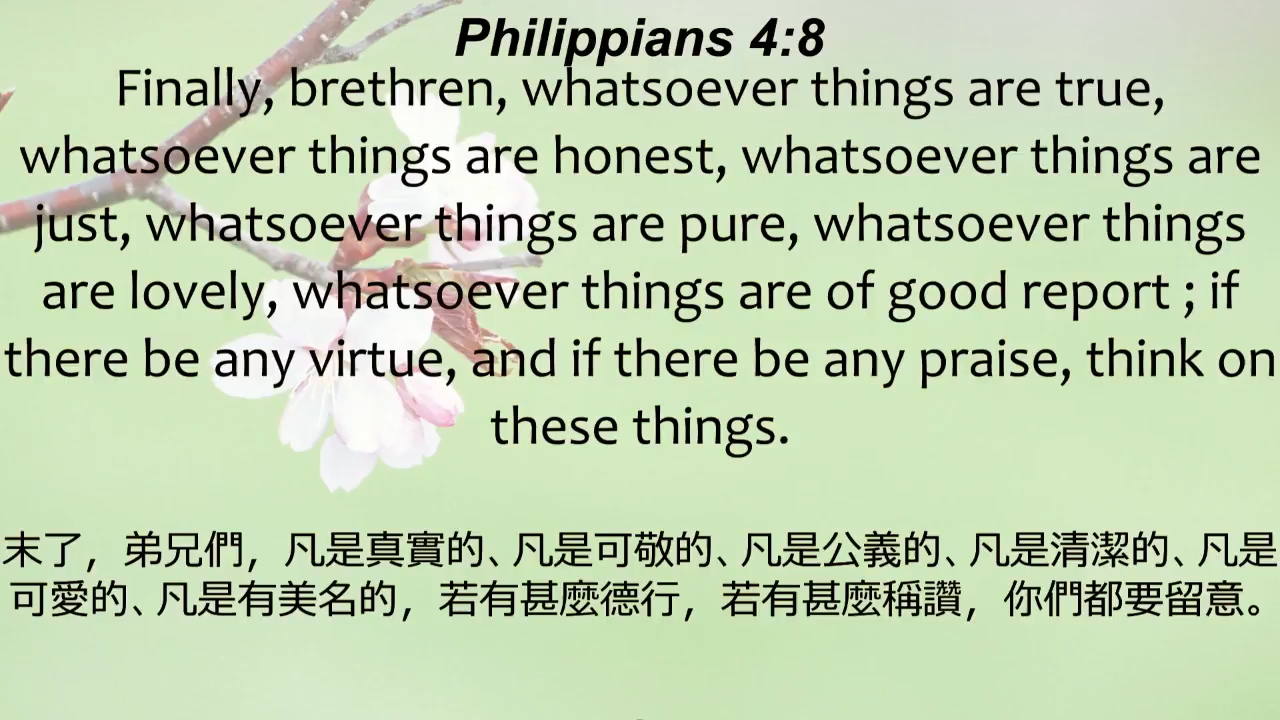 Philippians 4:8
Finally, brethren, whatsoever things are true,
whatsoever things are honest, whatsoever things are
just, whatsoever things are pure, whatsoever things
are lovely, whatsoever things are of good report ; if
there be any virtue, and if there be any praise, think on
these things.
末了，弟兄們，凡是真實的、凡是可敬的、凡是公義的、凡是清潔的、凡是
可愛的、凡是有美名的，若有甚麼德行，若有甚麼稱讚，你們都要留意。